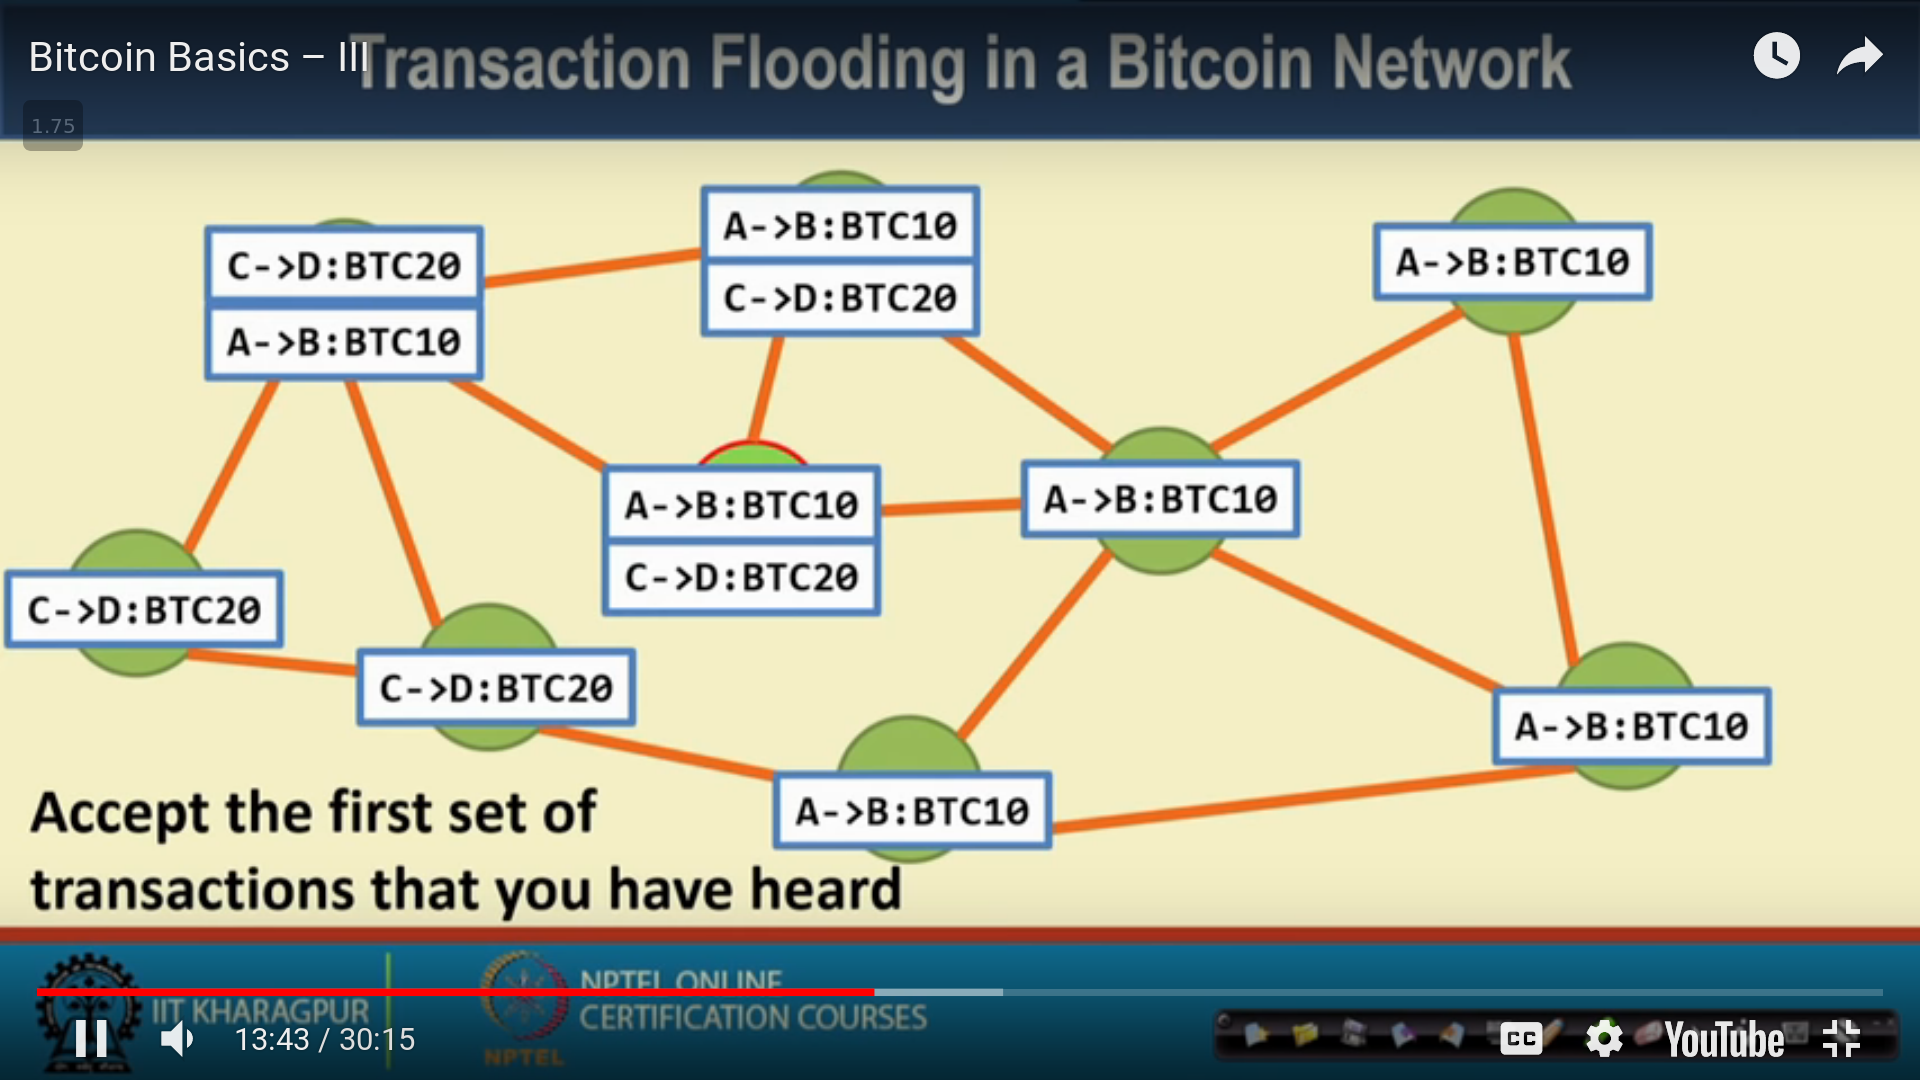 Bitcoin Basics – III
Transaction Flooding in a Bitcoin Network
1.75
C->D:BTC20
A->B:BTC10
A->B:BTC10
C->D:BTC20
A->B:BTC10
A->B:BTC10
C->D:BTC20
A->B:BTC10
C->D:BTC20
C->D:BTC20
A->B:BTC10
A->B:BTC10
Accept the first set of
transactions that you have heard
IIT KHARAGPUR
NPTEL ONLINE
CERTIFICATION COURSES
NPTEL
13:43 / 30:15
CC
YouTube